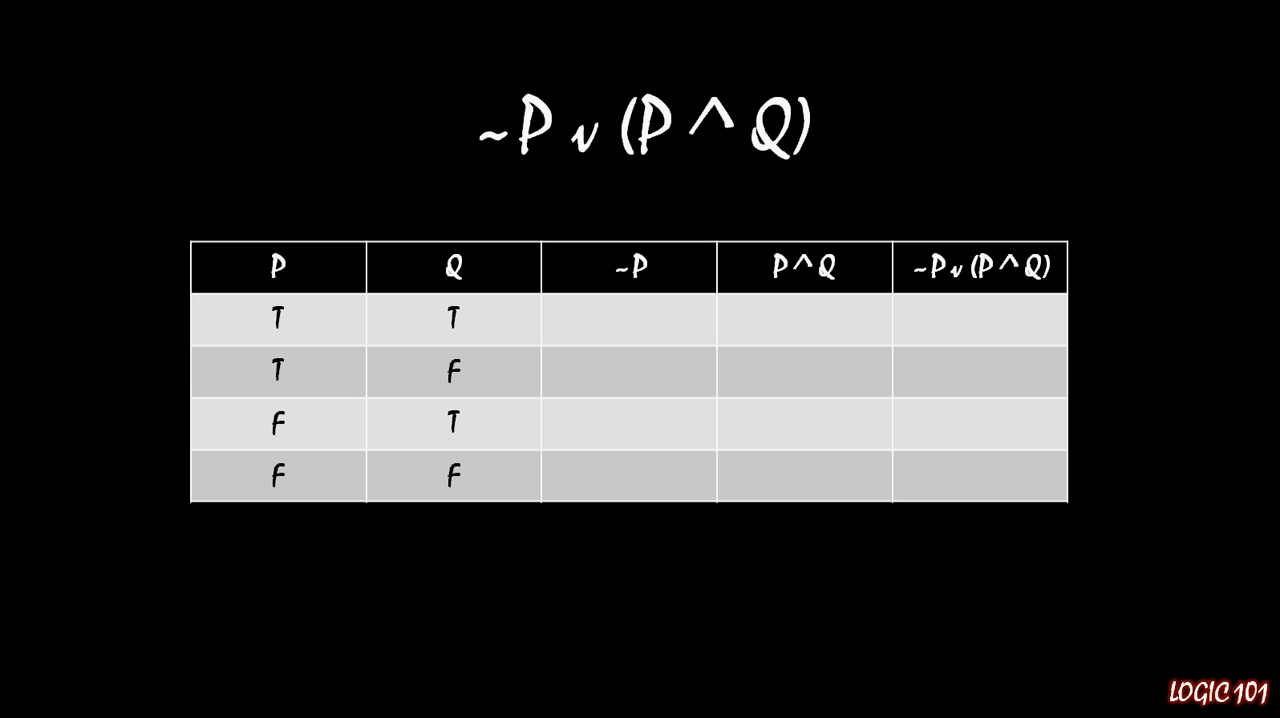 ~P v (P ^ Q)
P Q ~P P ^ Q ~P v (P ^ Q)
T T
T F
F T
F F
LOGIC 101